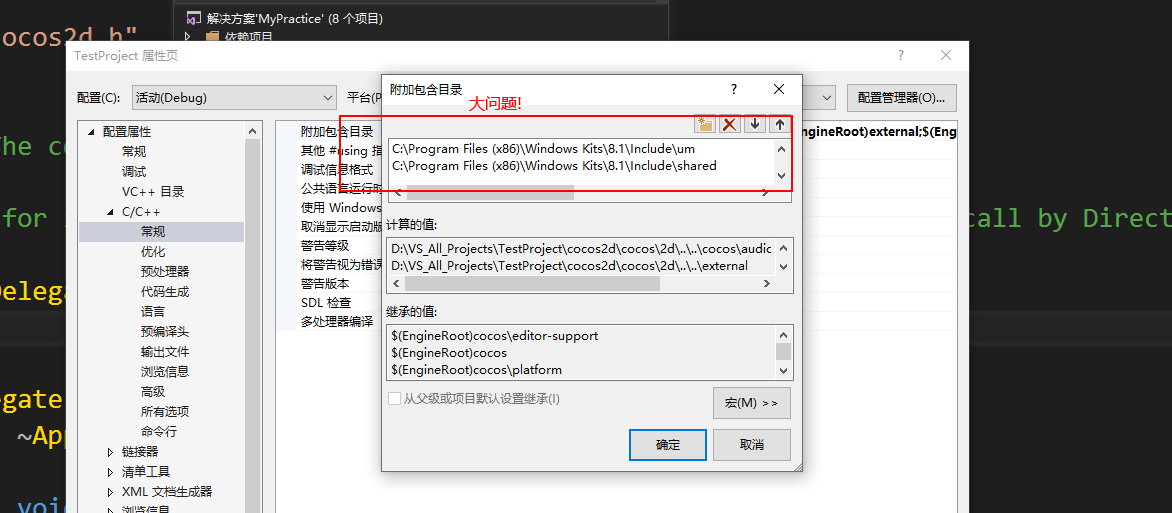 解决方案'MyPractice' (8 个项目)
依赖项目
ocos2d.h"
TestProject 属性页
?
配置(C):
活动(Debug)
配置管理器(O)...
附加包含目录
?
大问题!
配置属性
常规
调试
VC++ 目录
C/C++
常规
优化
预处理器
代码生成
语言
预编译头
输出文件
浏览信息
高级
所有选项
命令行
链接器
清单工具
XML 文档生成器
浏览信息
附加包含目录
其他 #using 指
调试信息格式
公共语言运行时
使用 Windows
取消显示启动版
警告等级
将警告视为错误
警告版本
SDL 检查
多处理器编译
ngineRoot)external;$(Eng
C:\Program Files (x86)\Windows Kits\8.1\Include\um
C:\Program Files (x86)\Windows Kits\8.1\Include\shared
计算的值:
D:\VS_All_Projects\TestProject\cocos2d\cocos\2d\..\..\cocos\audic
D:\VS_All_Projects\TestProject\cocos2d\cocos\2d\..\..\external
继承的值:
$(EngineRoot)cocos\editor-support
$(EngineRoot)cocos
$(EngineRoot)cocos\platform
从父级或项目默认设置继承(I)
宏(M) >>
确定
取消
The co
for
call by Direct
Delega
egate
~App
void